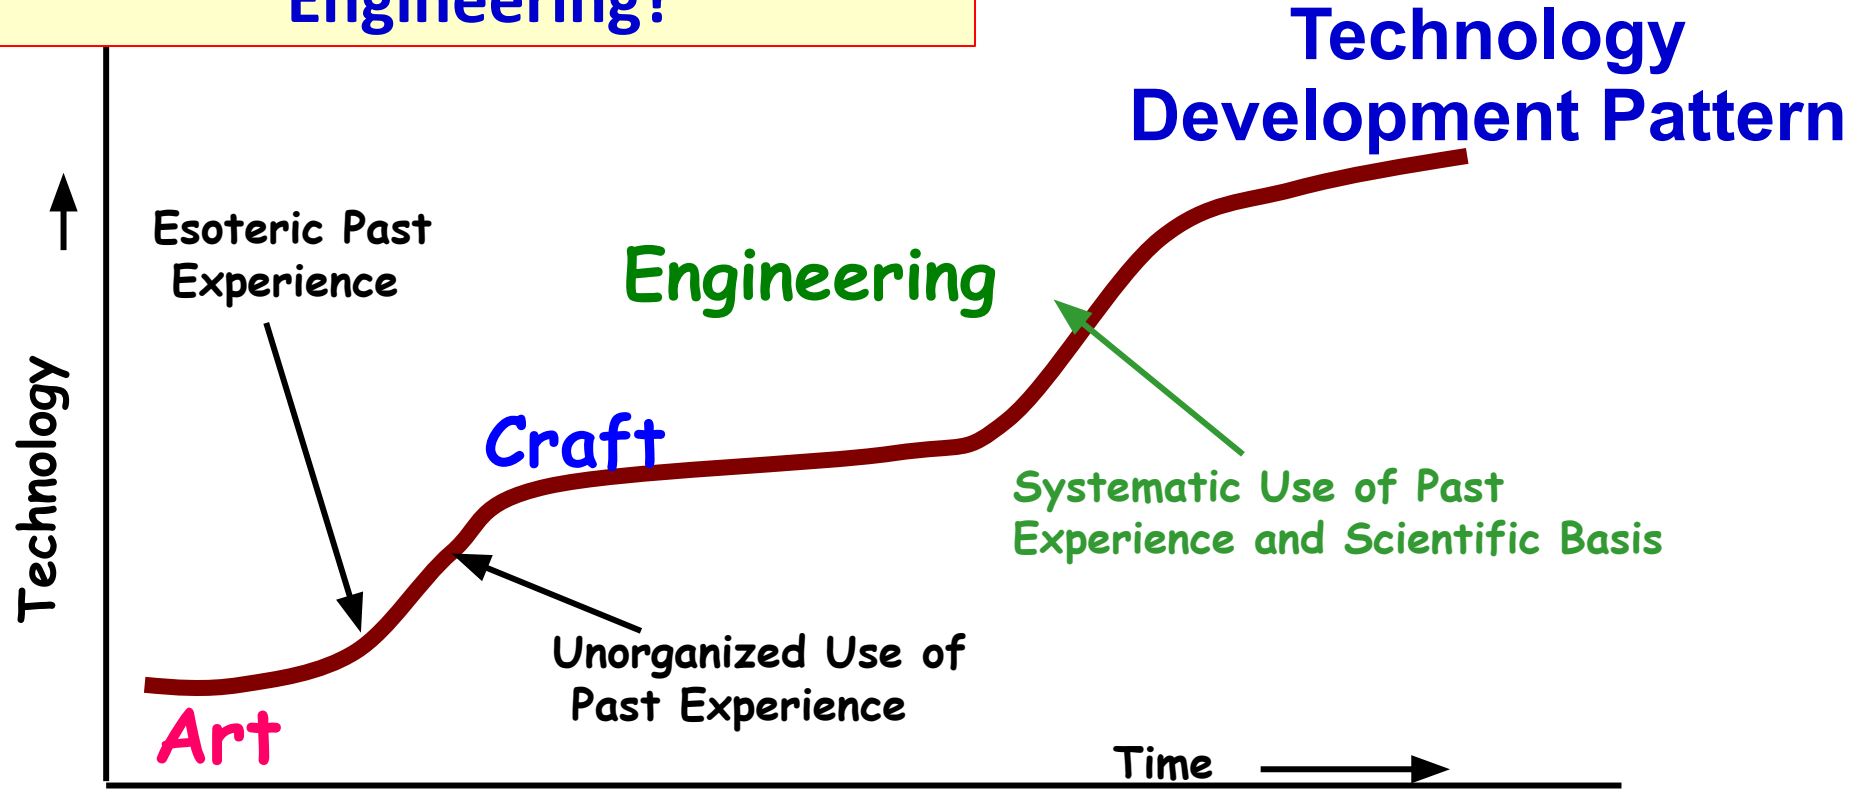 Engineering?
Technology
Development Pattern
Esoteric Past
Experience
Engineering
Technology
Craft
Systematic Use of Past
Experience and Scientific Basis
Unorganized Use of
Past Experience
Art
Time